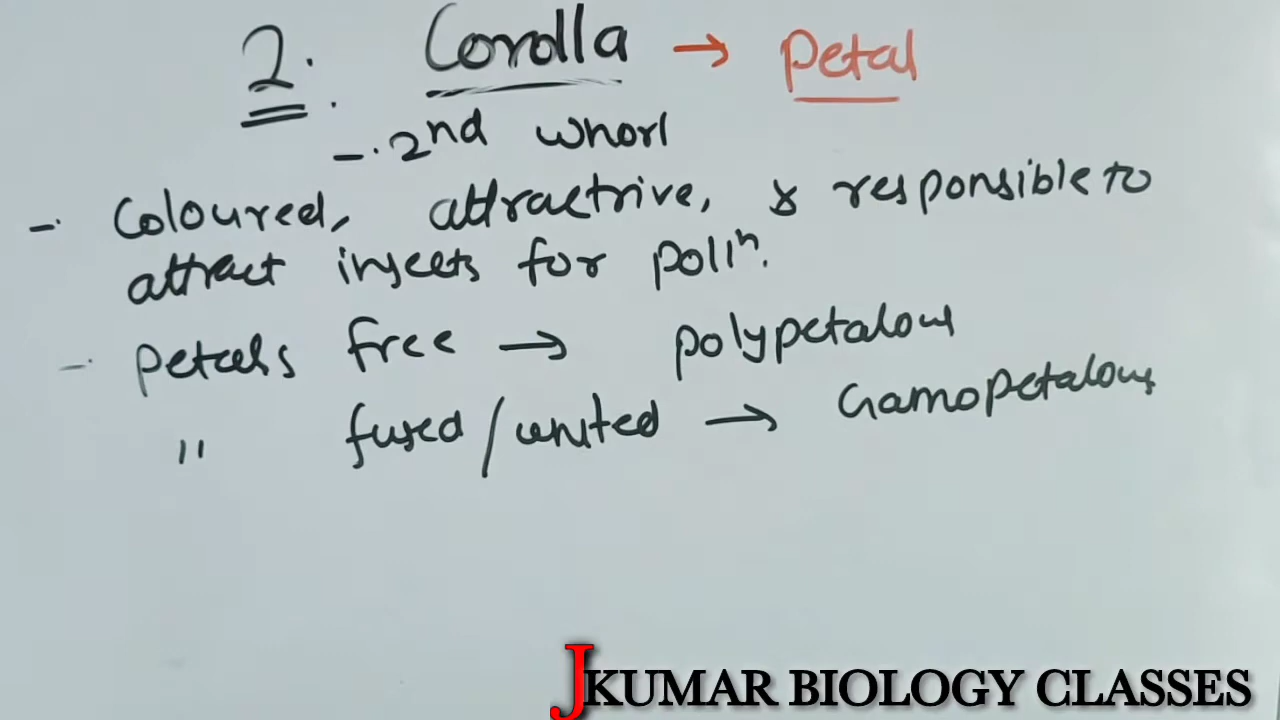 2. Corolla → Petal
- 2nd whorl
- Coloured, attractrive, & responsible to
attract insects for polln.
- Petals free → polypetalous
" fused / united → Gamopetalous
JKUMAR BIOLOGY CLASSES